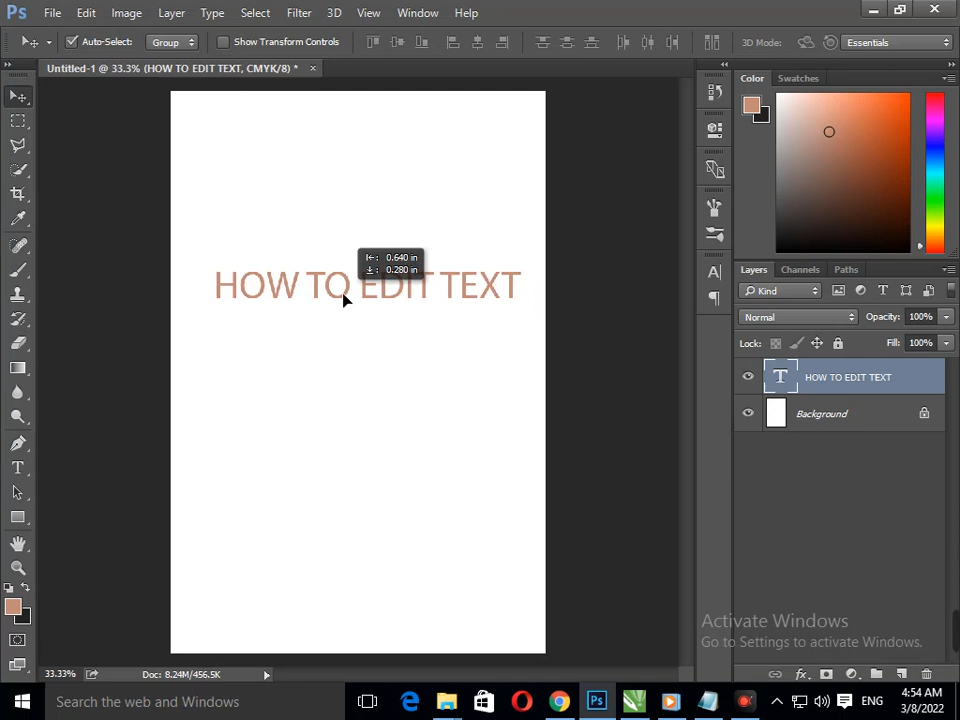 Ps File Edit Image Layer Type Select Filter 3D View Window Help
Auto-Select: Group Show Transform Controls 3D Mode: Essentials
Untitled-1 @ 33.3% (HOW TO EDIT TEXT, CMYK/8) * ×
Color Swatches
0.640 in
0.280 in
HOW TO EDIT TEXT
Layers Channels Paths
Kind
Normal Opacity: 100%
Lock: Fill: 100%
T HOW TO EDIT TEXT
Background
Activate Windows
Go to Settings to activate Windows.
33.33% Doc: 8.24M/456.5K
Search the web and Windows
ENG
4:54 AM
3/8/2022